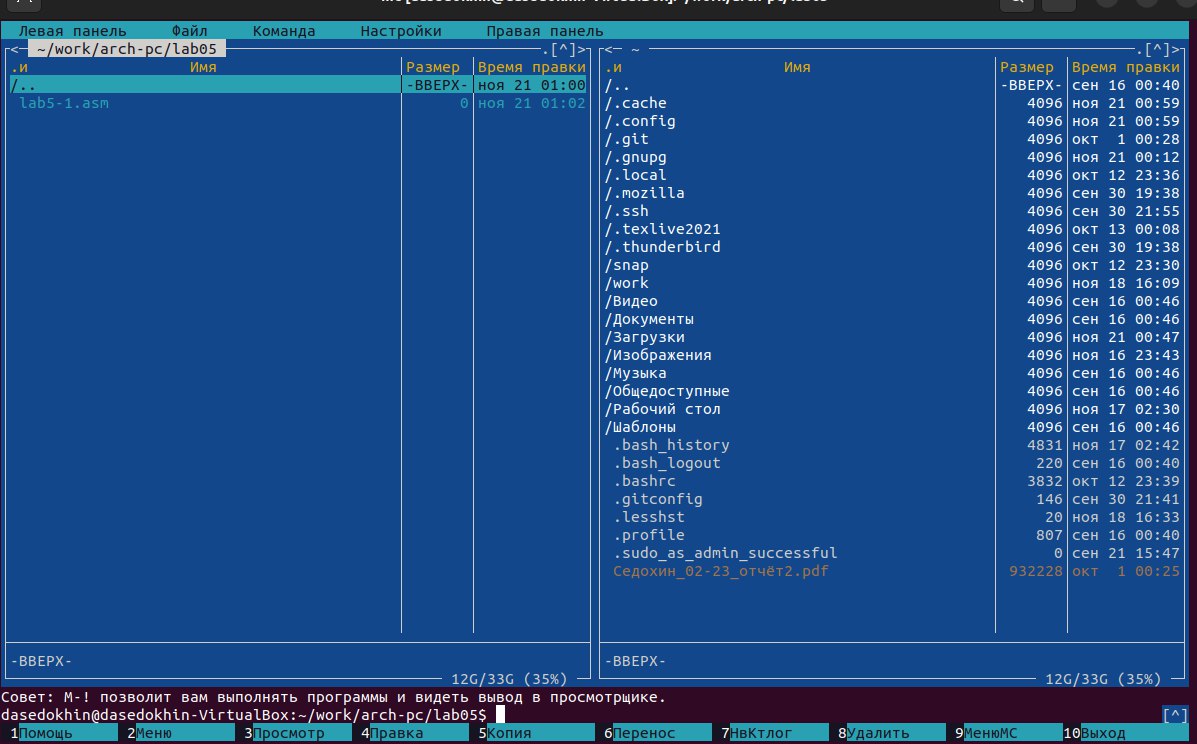 Левая панель Файл Команда Настройки Правая панель
<─ ~/work/arch-pc/lab05 ─.[^]>
.и Имя Размер Время правки
/.. -ВВЕРХ- ноя 21 01:00
lab5-1.asm 0 ноя 21 01:02
-ВВЕРХ-
12G/33G (35%)
<─ ~ ─.[^]>
.и Имя Размер Время правки
/.. -ВВЕРХ- сен 16 00:40
/.cache 4096 ноя 21 00:59
/.config 4096 ноя 21 00:59
/.git 4096 окт 1 00:28
/.gnupg 4096 ноя 21 00:12
/.local 4096 окт 12 23:36
/.mozilla 4096 сен 30 19:38
/.ssh 4096 сен 30 21:55
/.texlive2021 4096 окт 13 00:08
/.thunderbird 4096 сен 30 19:38
/snap 4096 окт 12 23:30
/work 4096 ноя 18 16:09
/Видео 4096 сен 16 00:46
/Документы 4096 сен 16 00:46
/Загрузки 4096 ноя 21 00:47
/Изображения 4096 ноя 16 23:43
/Музыка 4096 сен 16 00:46
/Общедоступные 4096 сен 16 00:46
/Рабочий стол 4096 ноя 17 02:30
/Шаблоны 4096 сен 16 00:46
.bash_history 4831 ноя 17 02:42
.bash_logout 220 сен 16 00:40
.bashrc 3832 окт 12 23:39
.gitconfig 146 сен 30 21:41
.lesshst 20 ноя 18 16:33
.profile 807 сен 16 00:40
.sudo_as_admin_successful 0 сен 21 15:47
Седохин_02-23_отчёт2.pdf 932228 окт 1 00:25
-ВВЕРХ-
12G/33G (35%)
Совет: M-! позволит вам выполнять программы и видеть вывод в просмотрщике.
dasedokhin@dasedokhin-VirtualBox:~/work/arch-pc/lab05$ [^]
1Помощь 2Меню 3Просмотр 4Правка 5Копия 6Перенос 7НвКтлог 8Удалить 9МенюMC 10Выход